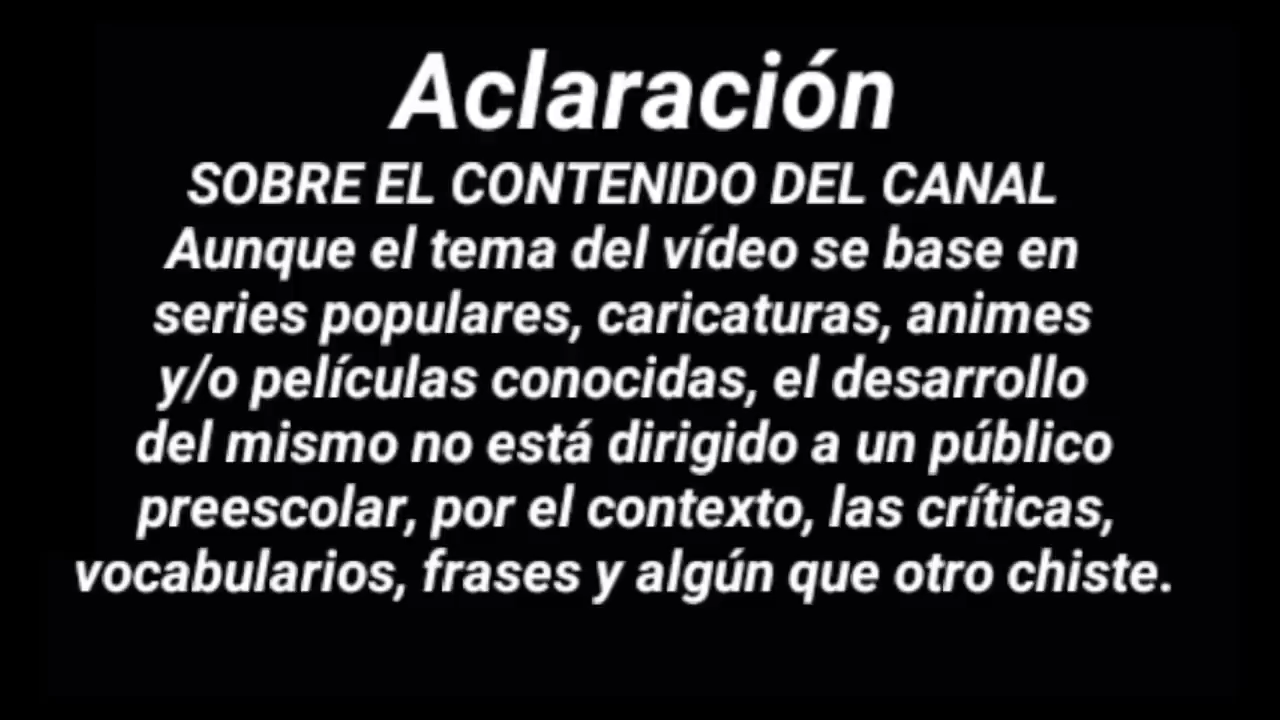 Aclaración
SOBRE EL CONTENIDO DEL CANAL
Aunque el tema del vídeo se base en
series populares, caricaturas, animes
y/o películas conocidas, el desarrollo
del mismo no está dirigido a un público
preescolar, por el contexto, las críticas,
vocabularios, frases y algún que otro chiste.